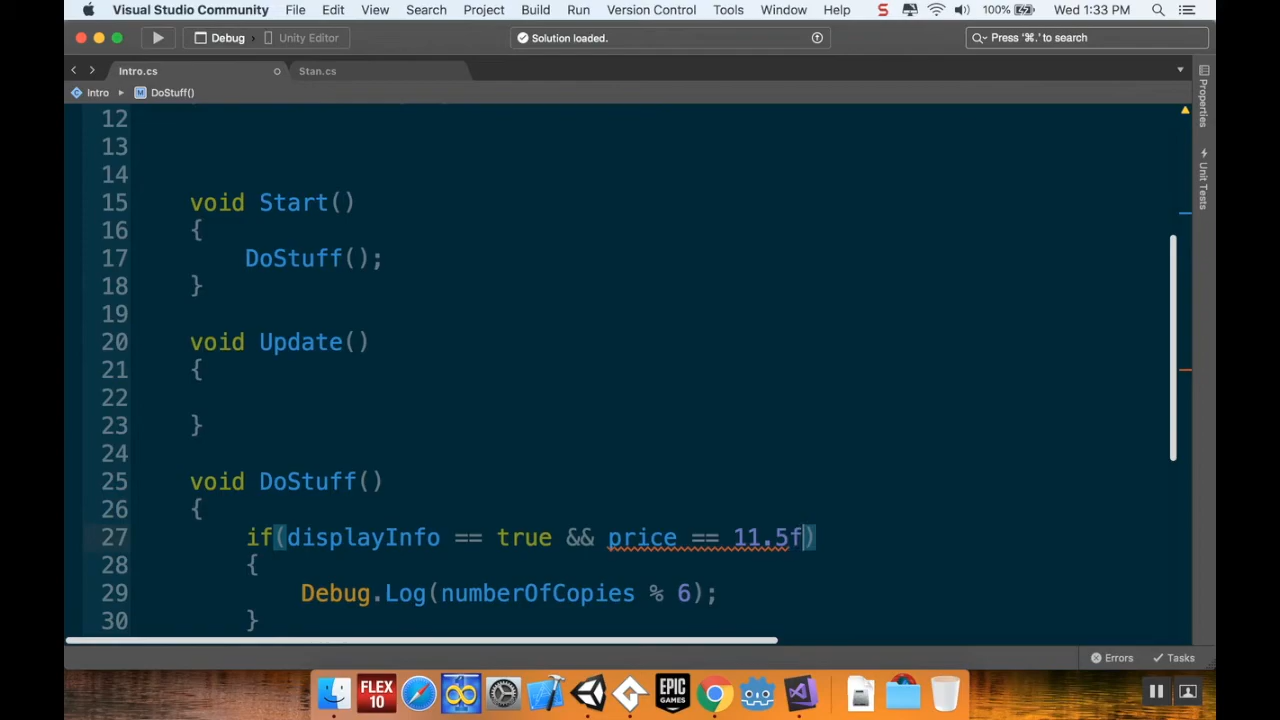 Visual Studio Community File Edit View Search Project Build Run Version Control Tools Window Help S 100% Wed 1:33 PM
Debug Unity Editor Solution loaded. Press '⌘.' to search
Intro.cs Stan.cs
Intro DoStuff()
Properties
Unit Tests
12
13
14
15 void Start()
16 {
17 DoStuff();
18 }
19
20 void Update()
21 {
22
23 }
24
25 void DoStuff()
26 {
27 if(displayInfo == true && price == 11.5f)
28 {
29 Debug.Log(numberOfCopies % 6);
30 }
Errors Tasks
FLEX 10 EPIC GAMES